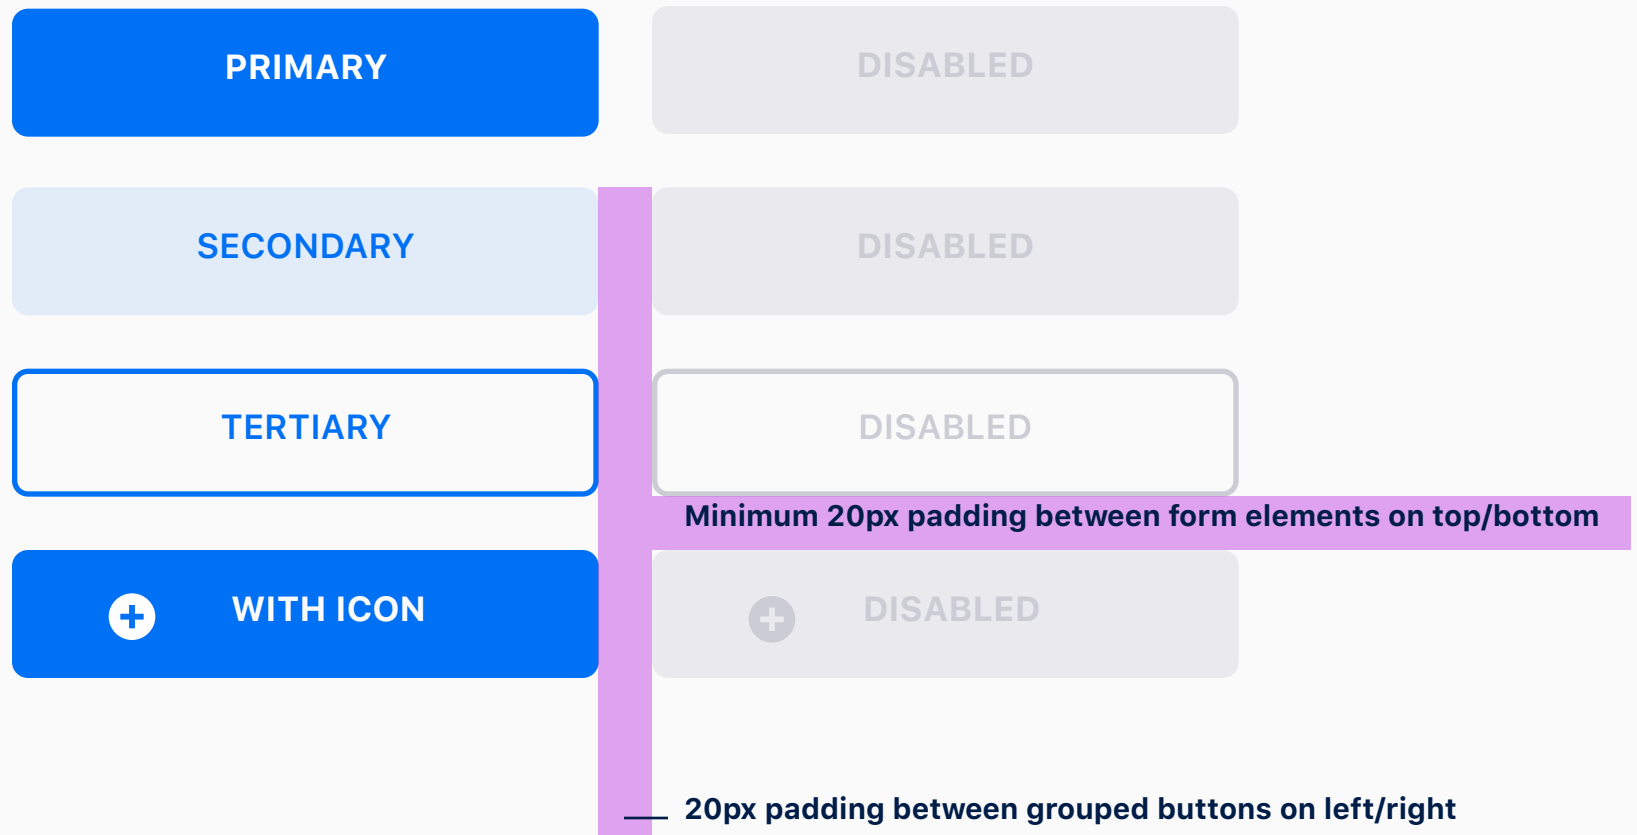 PRIMARY
DISABLED
SECONDARY
DISABLED
TERTIARY
DISABLED
Minimum 20px padding between form elements on top/bottom
WITH ICON
DISABLED
20px padding between grouped buttons on left/right